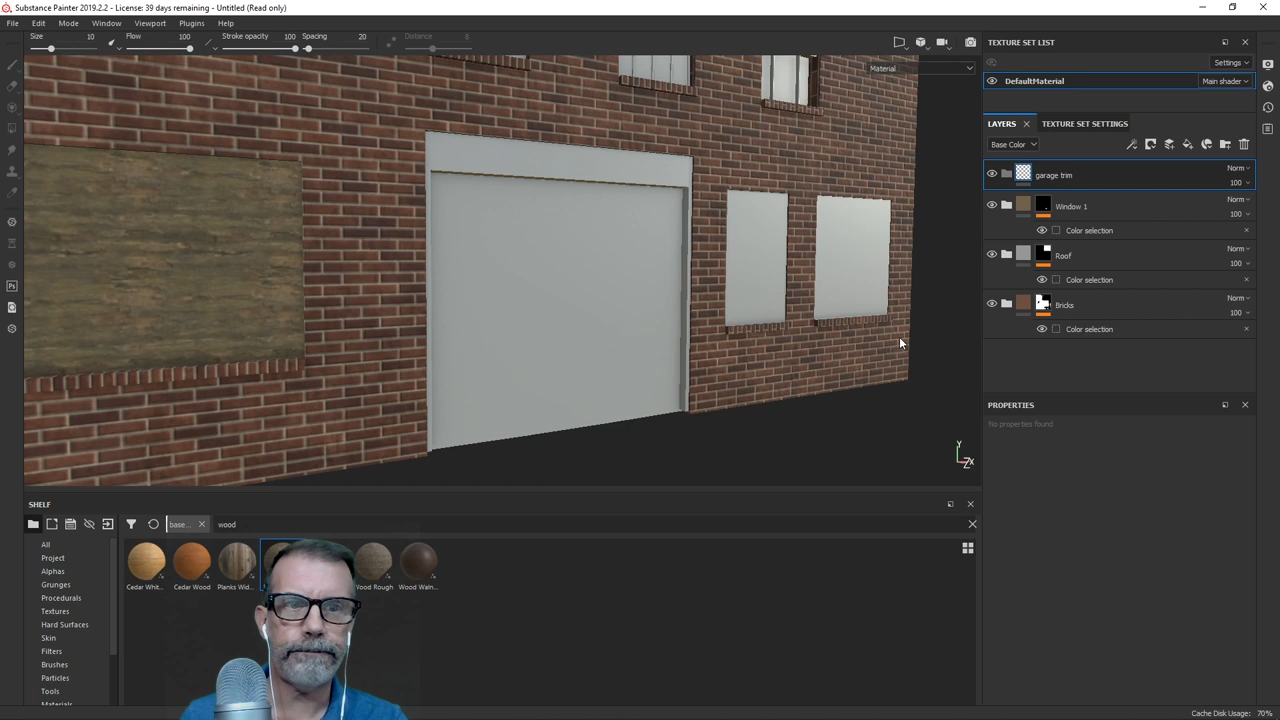 Substance Painter 2019.2.2 - License: 39 days remaining - Untitled (Read only)
File Edit Mode Window Viewport Plugins Help
Size 10 Flow 100 Stroke opacity 100 Spacing 20 Distance 8
Material
TEXTURE SET LIST
Settings
DefaultMaterial Main shader
LAYERS TEXTURE SET SETTINGS
Base Color
garage trim Norm 100
Window 1 Norm 100
Color selection
Roof Norm 100
Color selection
Bricks Norm 100
Color selection
PROPERTIES
No properties found
Y
Z X
SHELF
base... wood
All
Project
Alphas
Grunges
Procedurals
Textures
Hard Surfaces
Skin
Filters
Brushes
Particles
Tools
Materials
Cedar Whit... Cedar Wood Planks Wid... Wood Rough Wood Waln...
Ps
Cache Disk Usage: 70%